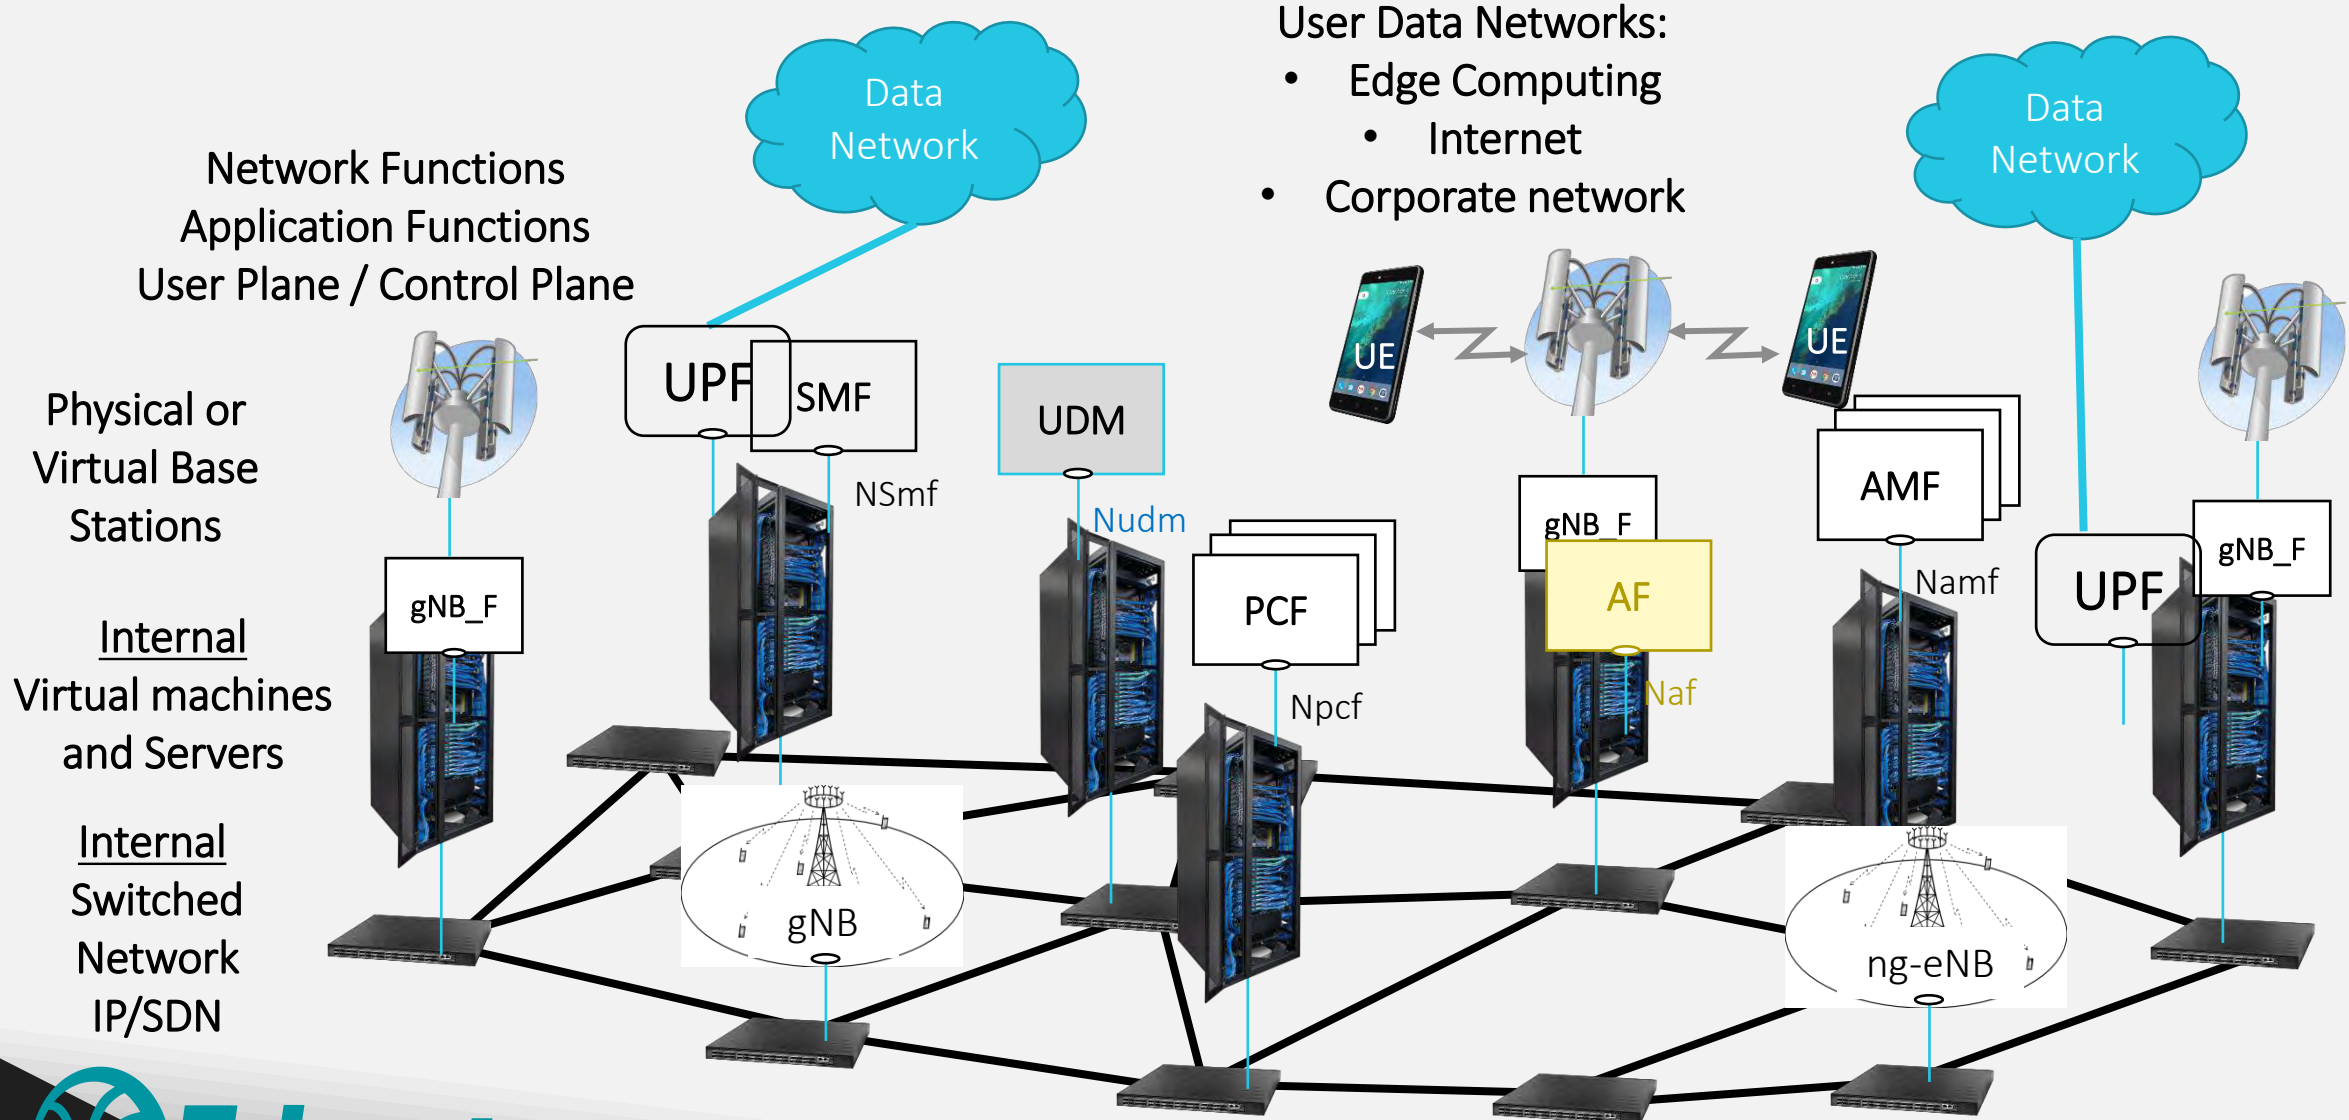 User Data Networks:
• Edge Computing
• Internet
• Corporate network
Data
Network
Data
Network
Network Functions
Application Functions
User Plane / Control Plane
Physical or
Virtual Base
Stations
Internal
Virtual machines
and Servers
Internal
Switched
Network
IP/SDN
UPF
SMF
NSmf
UDM
Nudm
UE
UE
AMF
Namf
gNB_F
gNB_F
AF
Naf
PCF
Npcf
UPF
gNB_F
gNB
ng-eNB